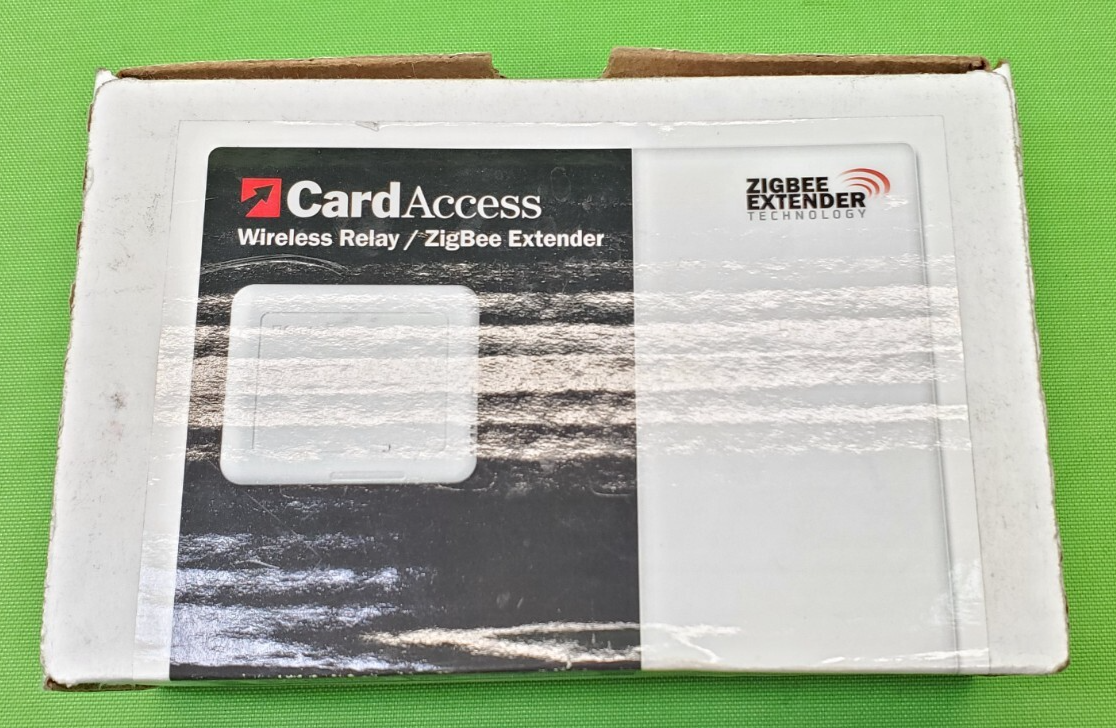 CardAccess
Wireless Relay / ZigBee Extender
ZIGBEE
EXTENDER
TECHNOLOGY